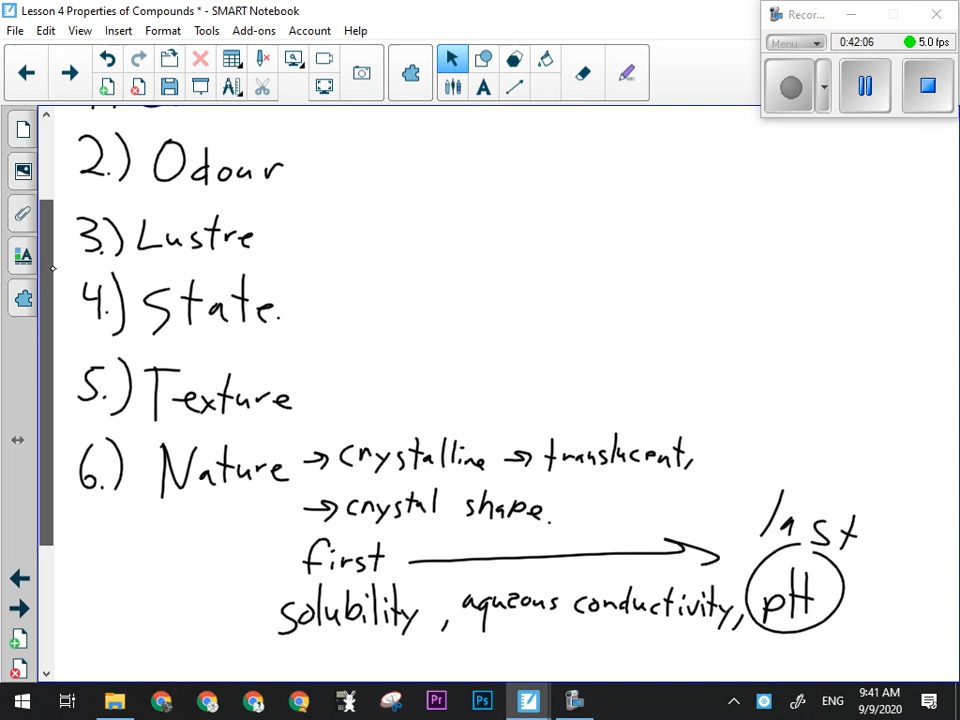 Lesson 4 Properties of Compounds * - SMART Notebook
File Edit View Insert Format Tools Add-ons Account Help
Recor...
Menu 0:42:06 5.0 fps
2.) Odour
3.) Lustre
4.) State.
5.) Texture
6.) Nature → crystalline → translucent,
→ crystal shape.
last
first
solubility, aqueous conductivity, pH
Pr Ps ENG 9:41 AM
9/9/2020